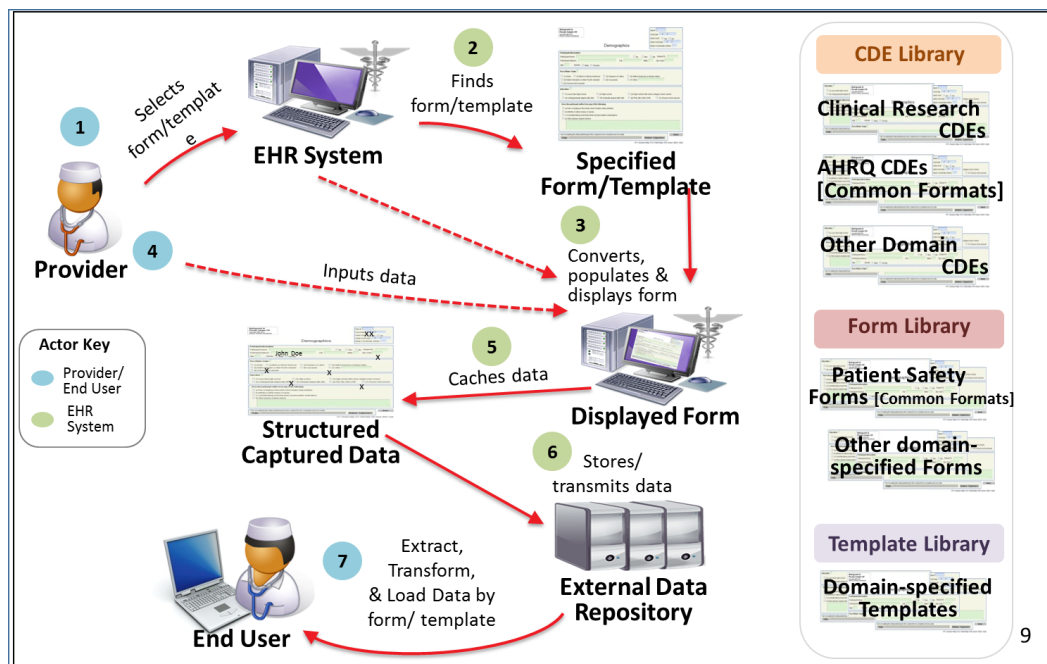 1
Selects
form/templat
e
Provider
4
EHR System
2
Finds
form/template
Demographics
Specified
Form/Template
3
Converts,
populates &
displays form
Inputs data
Displayed Form
5
Caches data
Demographics
XX
John Doe
X
X
X
X
X
Structured
Captured Data
6
Stores/
transmits data
External Data
Repository
7
Extract,
Transform,
& Load Data by
form/ template
End User
Actor Key
Provider/
End User
EHR
System
CDE Library
Clinical Research
CDEs
AHRQ CDEs
[Common Formats]
Other Domain
CDEs
Form Library
Patient Safety
Forms [Common Formats]
Other domain-
specified Forms
Template Library
Domain-specified
Templates
9